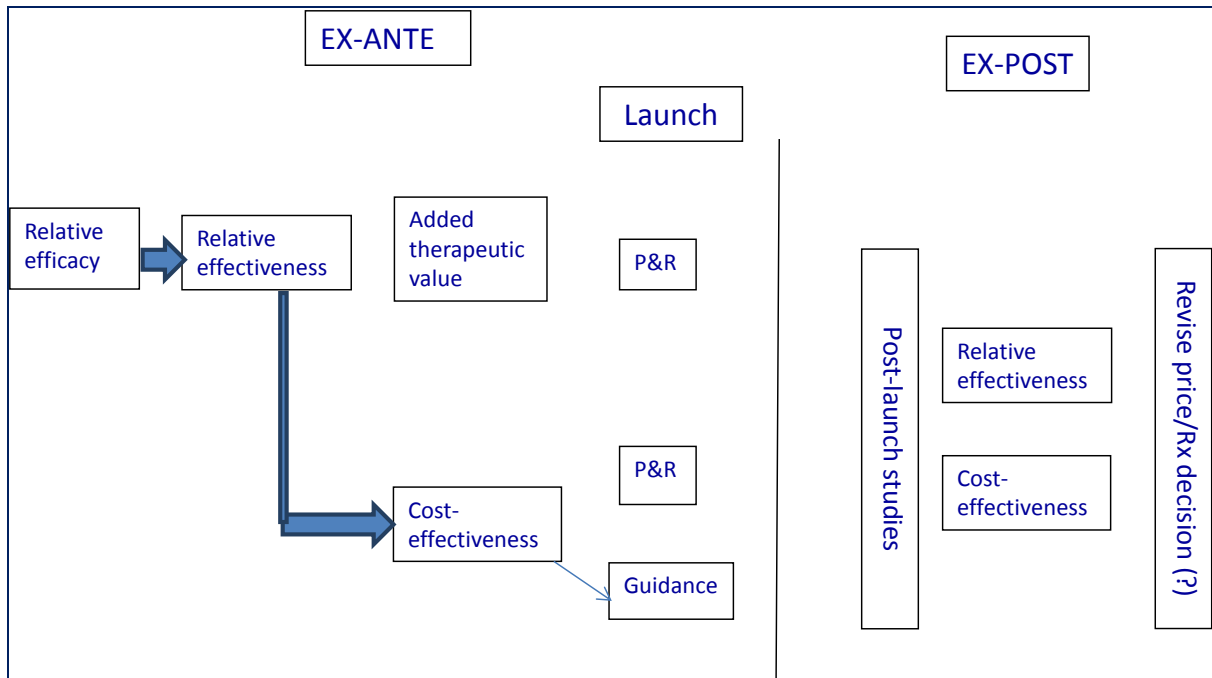 EX-ANTE
EX-POST
Launch
Relative
efficacy
Relative
effectiveness
Added
therapeutic
value
P&R
P&R
Cost-
effectiveness
Guidance
Post-launch studies
Relative
effectiveness
Cost-
effectiveness
Revise price/Rx decision (?)